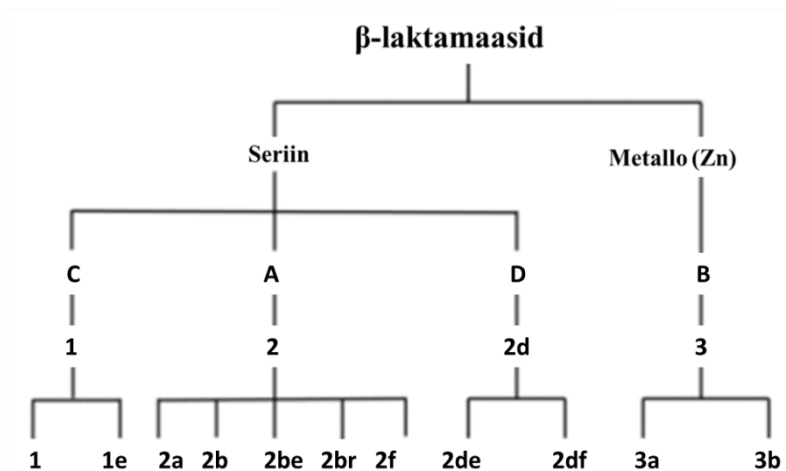 β-laktamaasid
Seriin Metallo (Zn)
C A D B
1 2 2d 3
1 1e 2a 2b 2be 2br 2f 2de 2df 3a 3b